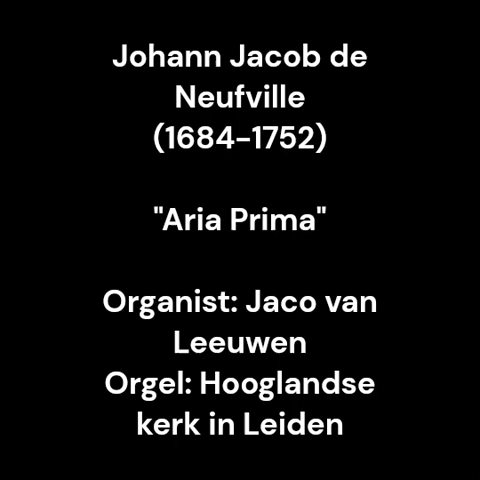 Johann Jacob de
Neufville
(1684-1752)
"Aria Prima"
Organist: Jaco van
Leeuwen
Orgel: Hooglandse
kerk in Leiden